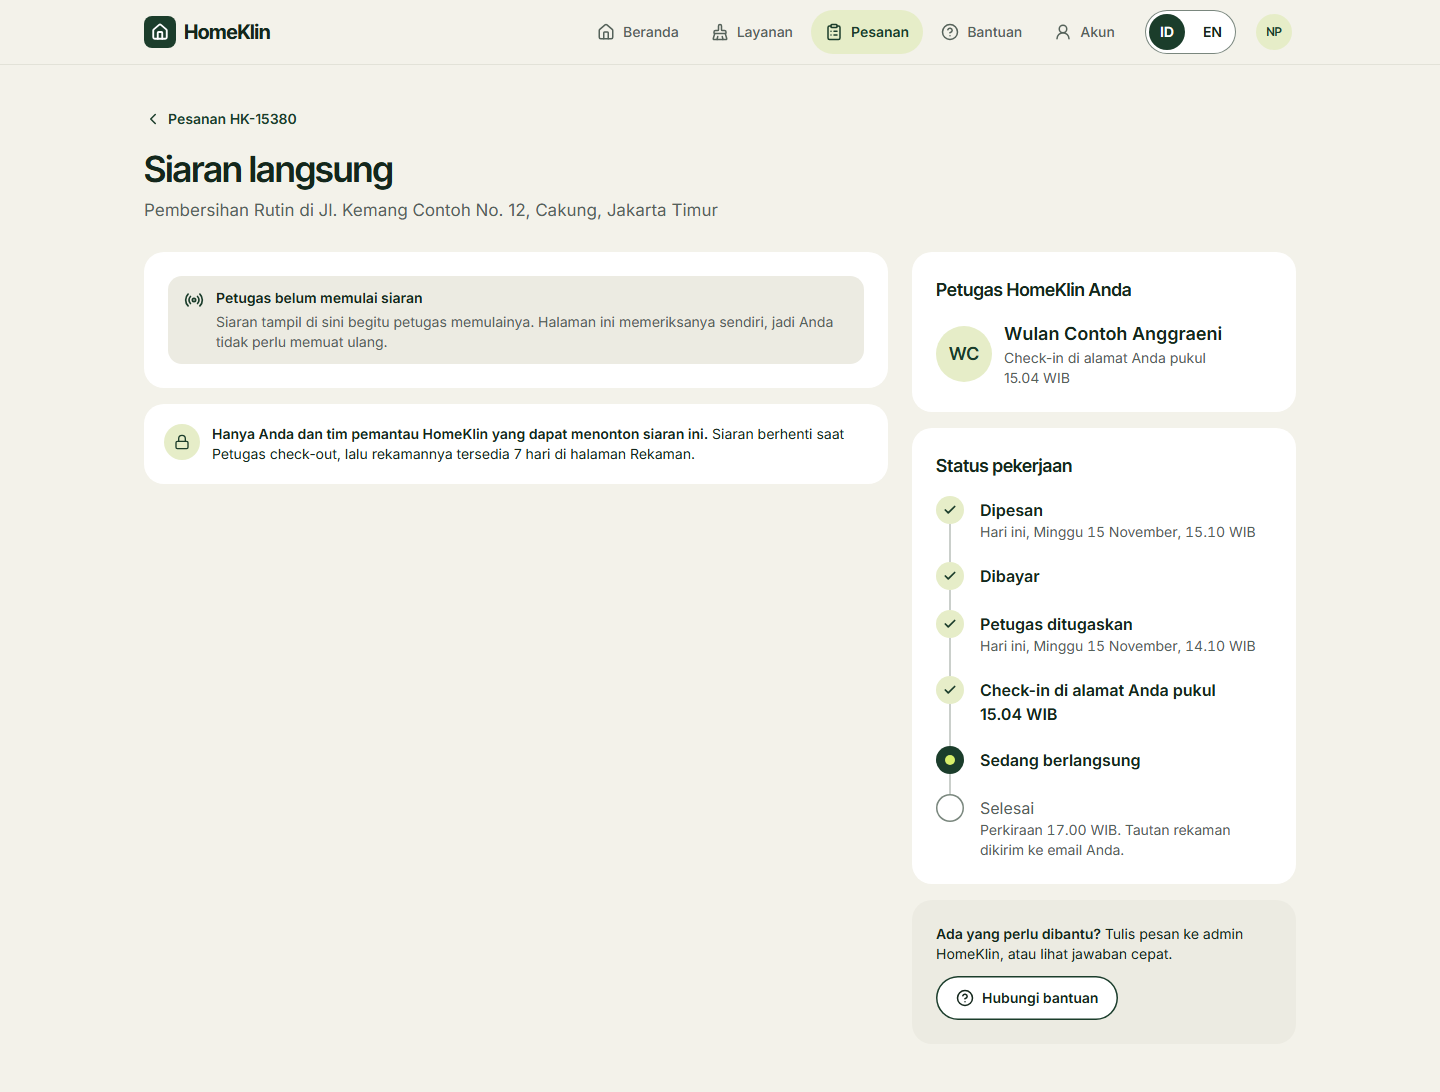 HomeKlin
Beranda
Layanan
Pesanan
Bantuan
Akun
ID
EN
NP
Pesanan HK-15380
Siaran langsung
Pembersihan Rutin di Jl. Kemang Contoh No. 12, Cakung, Jakarta Timur
Petugas belum memulai siaran
Siaran tampil di sini begitu petugas memulainya. Halaman ini memeriksanya sendiri, jadi Anda
tidak perlu memuat ulang.
Hanya Anda dan tim pemantau HomeKlin yang dapat menonton siaran ini. Siaran berhenti saat
Petugas check-out, lalu rekamannya tersedia 7 hari di halaman Rekaman.
Petugas HomeKlin Anda
WC
Wulan Contoh Anggraeni
Check-in di alamat Anda pukul
15.04 WIB
Status pekerjaan
Dipesan
Hari ini, Minggu 15 November, 15.10 WIB
Dibayar
Petugas ditugaskan
Hari ini, Minggu 15 November, 14.10 WIB
Check-in di alamat Anda pukul
15.04 WIB
Sedang berlangsung
Selesai
Perkiraan 17.00 WIB. Tautan rekaman
dikirim ke email Anda.
Ada yang perlu dibantu? Tulis pesan ke admin
HomeKlin, atau lihat jawaban cepat.
Hubungi bantuan